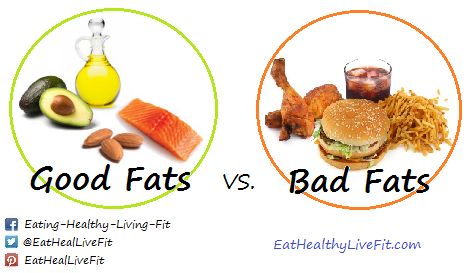 Good Fats vs. Bad Fats
Eating-Healthy-Living-Fit
@EatHealLiveFit
EatHealLiveFit
EatHealthyLiveFit.com